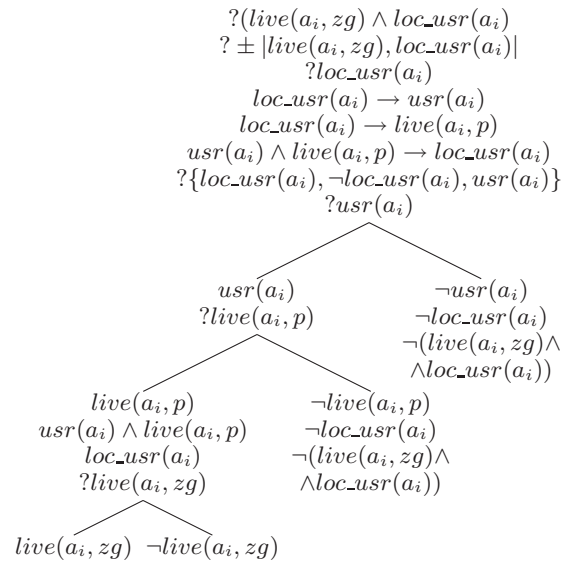 ?(live(a_i, zg) ∧ loc_usr(a_i)
? ± |live(a_i, zg), loc_usr(a_i)|
?loc_usr(a_i)
loc_usr(a_i) → usr(a_i)
loc_usr(a_i) → live(a_i, p)
usr(a_i) ∧ live(a_i, p) → loc_usr(a_i)
?{loc_usr(a_i), ¬loc_usr(a_i), usr(a_i)}
?usr(a_i)
usr(a_i)
?live(a_i, p)
¬usr(a_i)
¬loc_usr(a_i)
¬(live(a_i, zg)∧
∧loc_usr(a_i))
live(a_i, p)
usr(a_i) ∧ live(a_i, p)
loc_usr(a_i)
?live(a_i, zg)
¬live(a_i, p)
¬loc_usr(a_i)
¬(live(a_i, zg)∧
∧loc_usr(a_i))
live(a_i, zg) ¬live(a_i, zg)